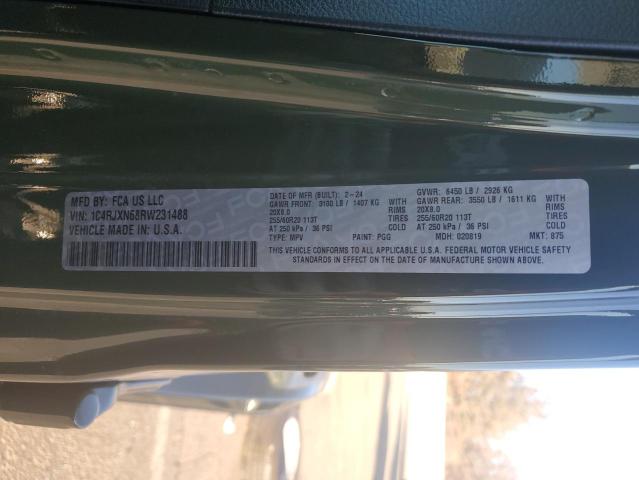 MFD BY: FCA US LLC
VIN: 1C4RJXN68RW231488
VEHICLE MADE IN: U.S.A.
DATE OF MFR (BUILT): 2-24 GVWR: 6450 LB / 2926 KG
GAWR FRONT: 3100 LB / 1407 KG WITH GAWR REAR: 3550 LB / 1611 KG WITH
20X8.0 RIMS 20X8.0 RIMS
255/60R20 113T TIRES 255/60R20 113T TIRES
AT 250 kPa / 36 PSI COLD AT 250 kPa / 36 PSI COLD
TYPE: MPV PAINT: PGG MDH: 020819 MKT: 875
THIS VEHICLE CONFORMS TO ALL APPLICABLE U.S.A. FEDERAL MOTOR VEHICLE SAFETY
STANDARDS IN EFFECT ON THE DATE OF MANUFACTURE SHOWN ABOVE.